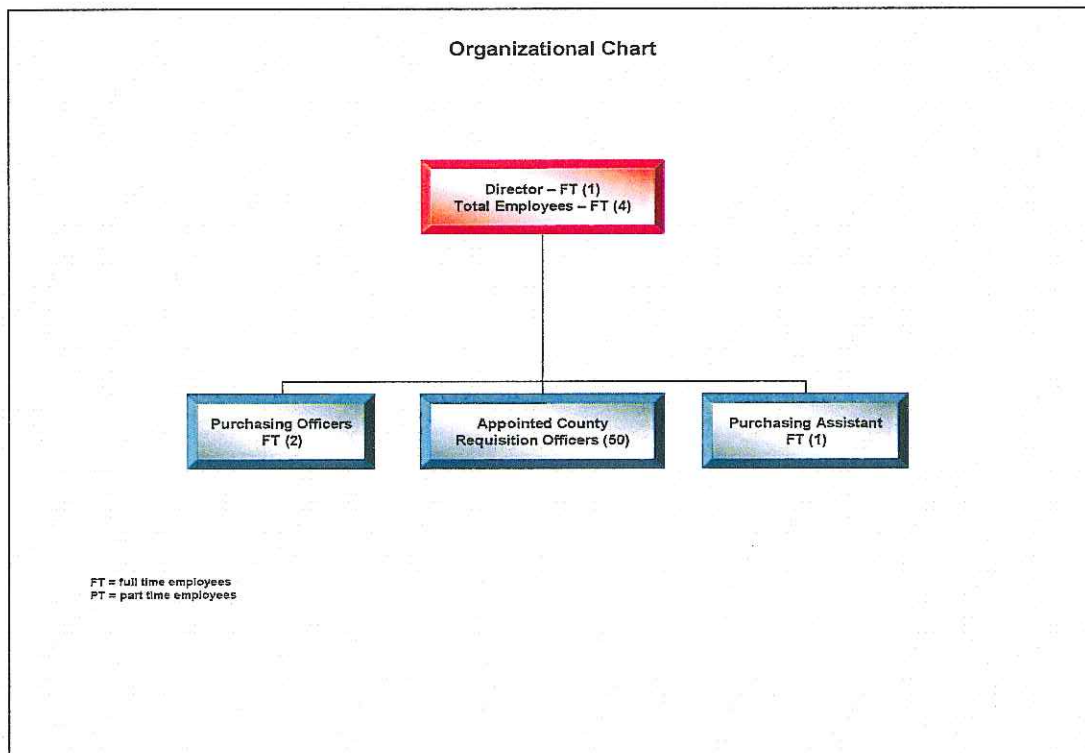 Organizational Chart
Director – FT (1)
Total Employees – FT (4)
Purchasing Officers
FT (2)
Appointed County
Requisition Officers (50)
Purchasing Assistant
FT (1)
FT = full time employees
PT = part time employees